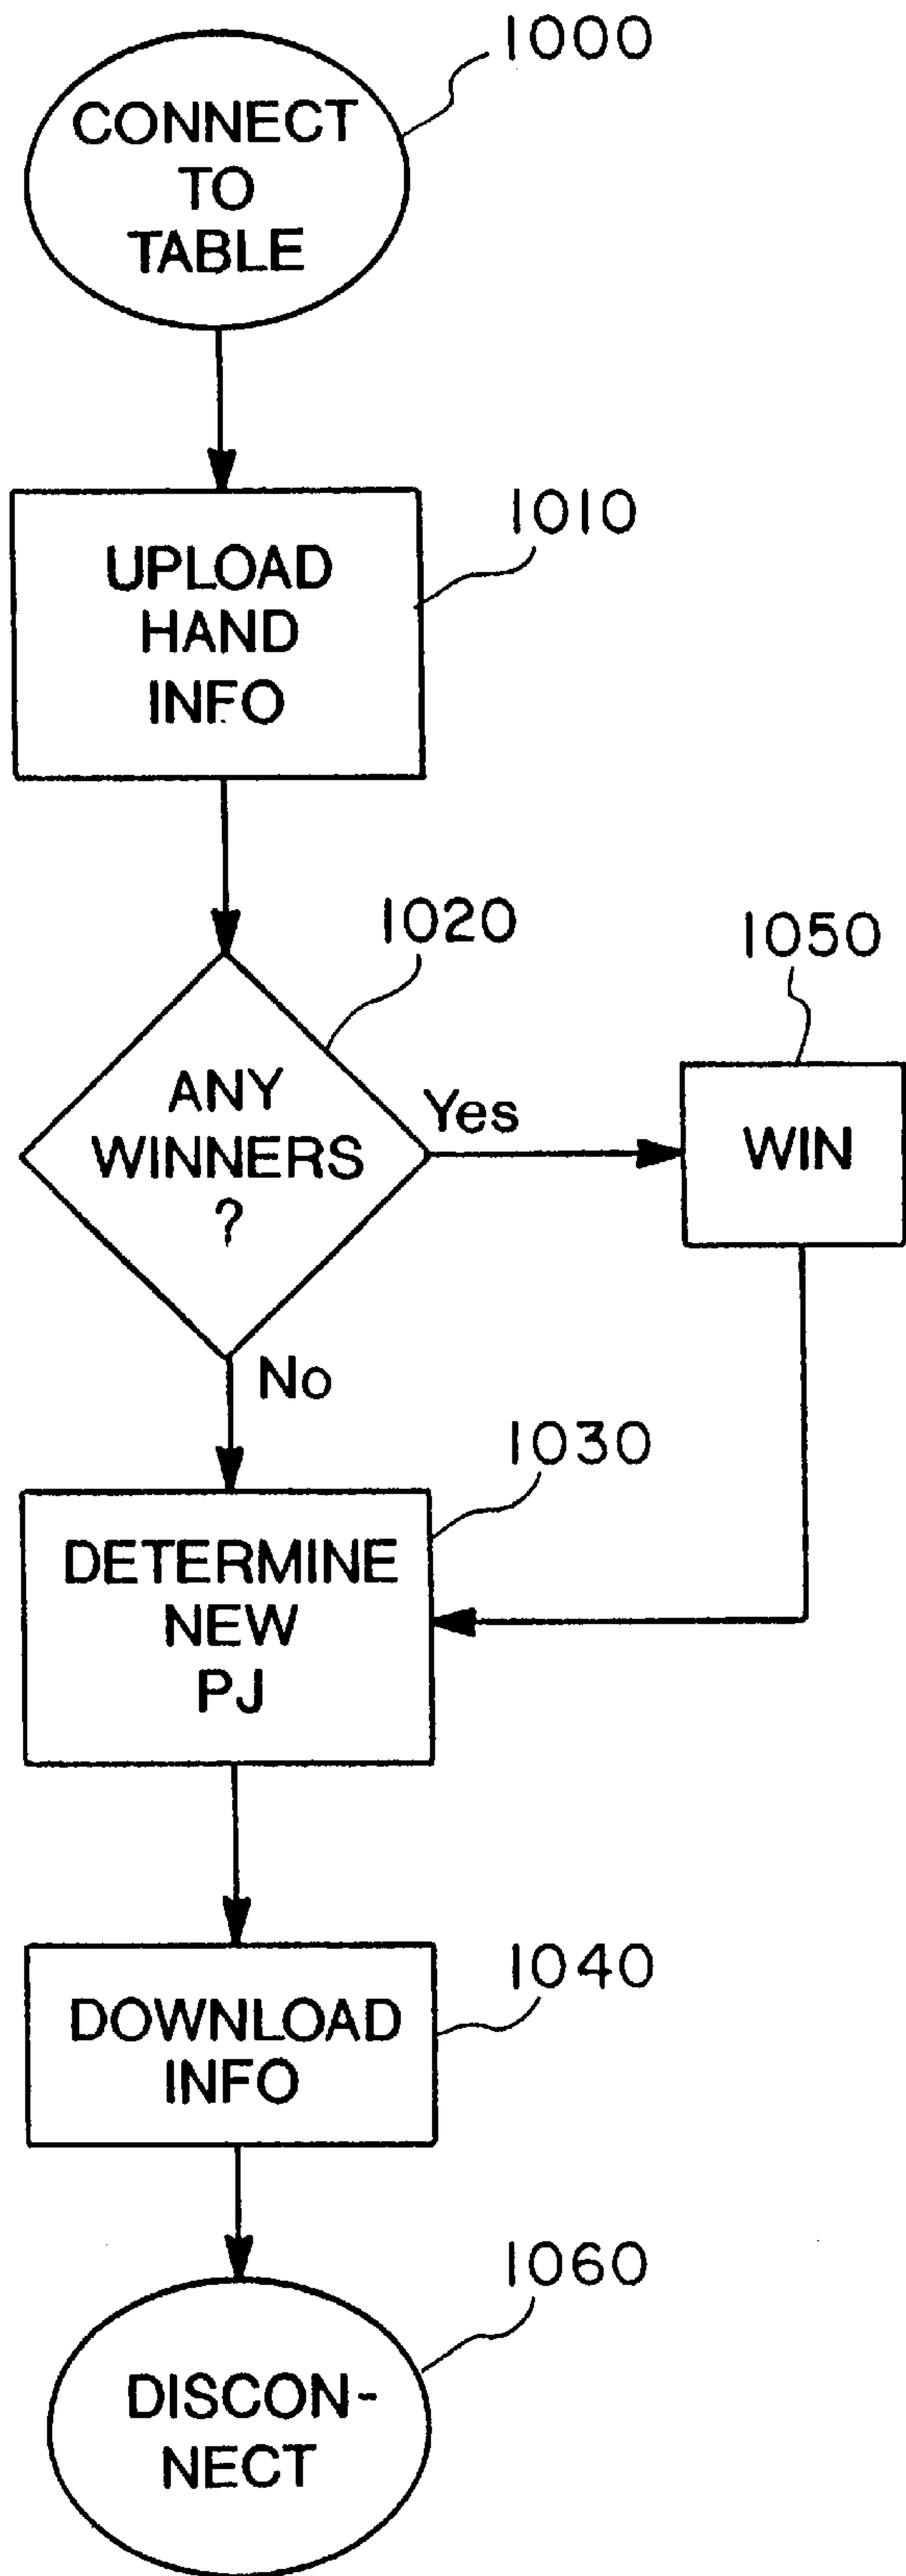 1000
CONNECT
TO
TABLE
1010
UPLOAD
HAND
INFO
1020
1050
ANY
WINNERS
?
Yes
WIN
No
1030
DETERMINE
NEW
PJ
1040
DOWNLOAD
INFO
1060
DISCON-
NECT